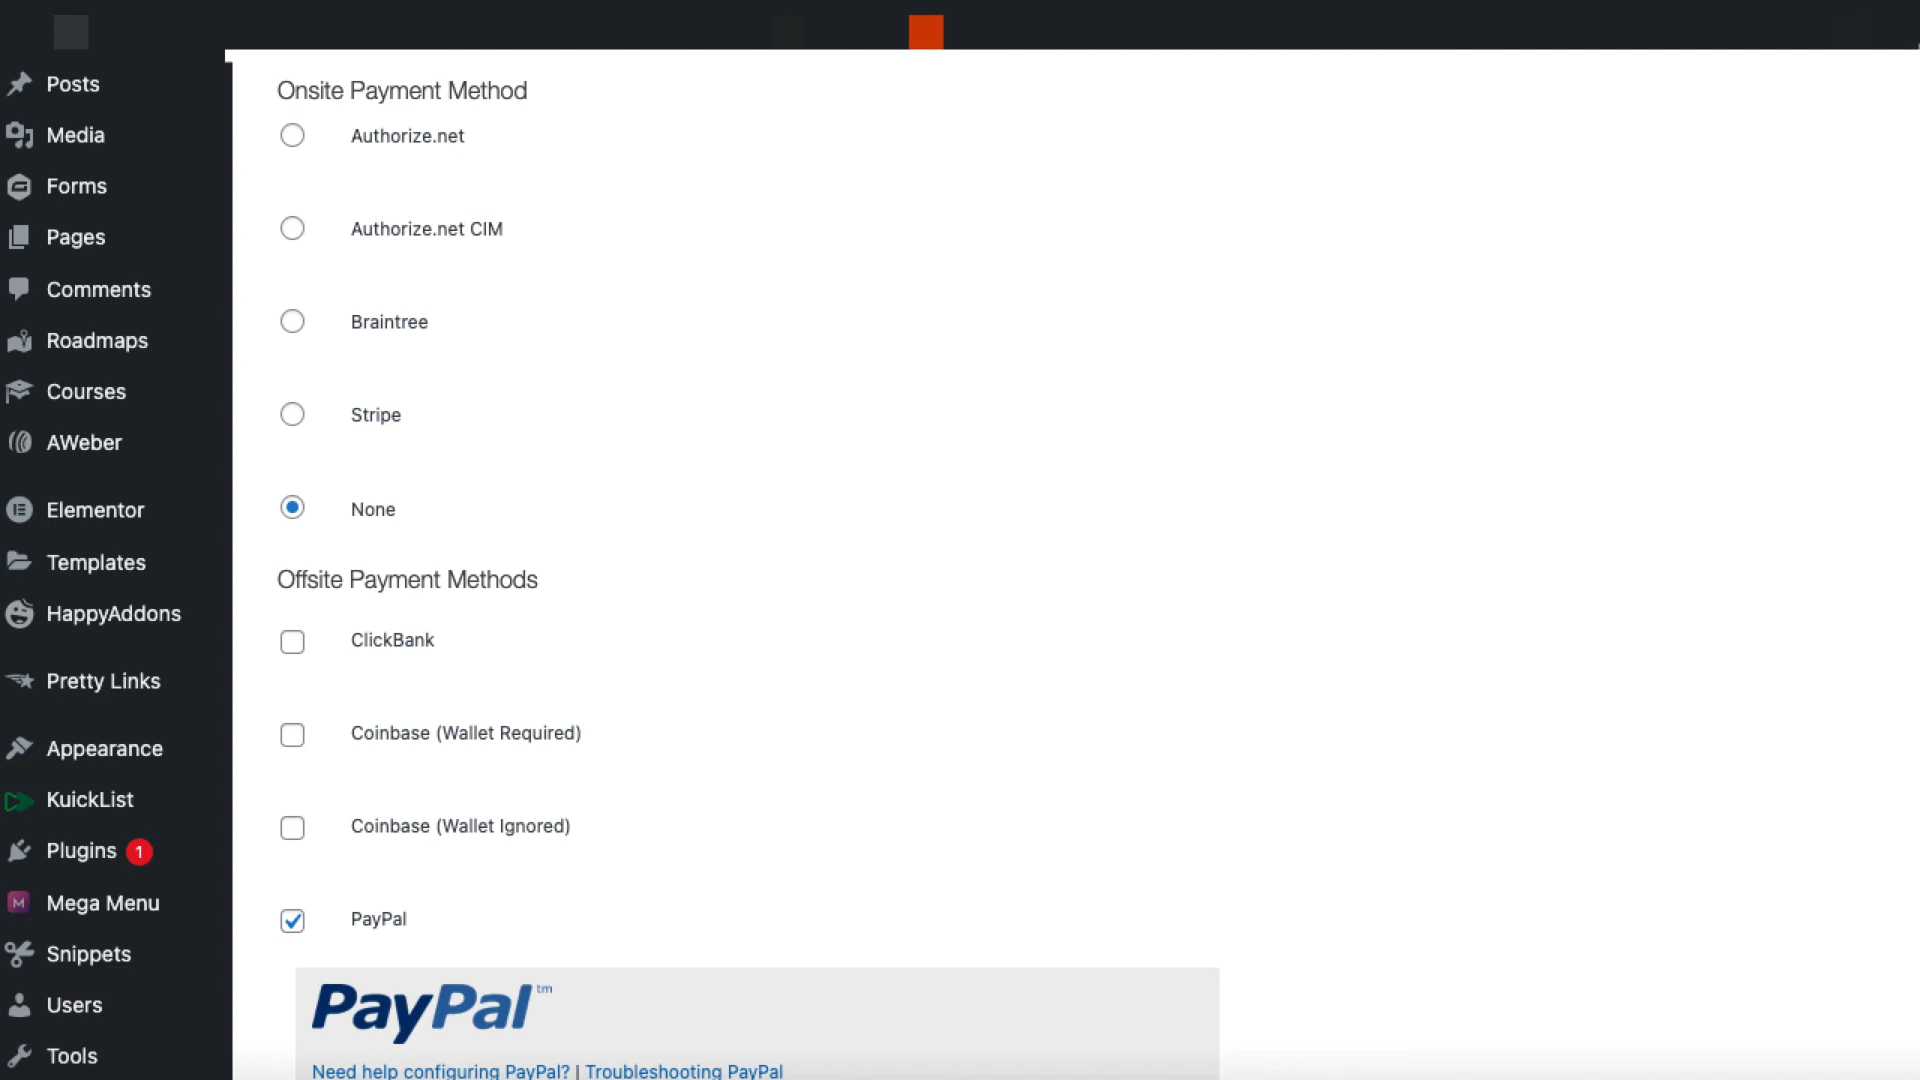 Posts
Media
Forms
Pages
Comments
Roadmaps
Courses
AWeber
Elementor
Templates
HappyAddons
Pretty Links
Appearance
KuickList
Plugins 1
M Mega Menu
Snippets
Users
Tools
Onsite Payment Method
Authorize.net
Authorize.net CIM
Braintree
Stripe
None
Offsite Payment Methods
ClickBank
Coinbase (Wallet Required)
Coinbase (Wallet Ignored)
PayPal
PayPal™
Need help configuring PayPal? | Troubleshooting PayPal